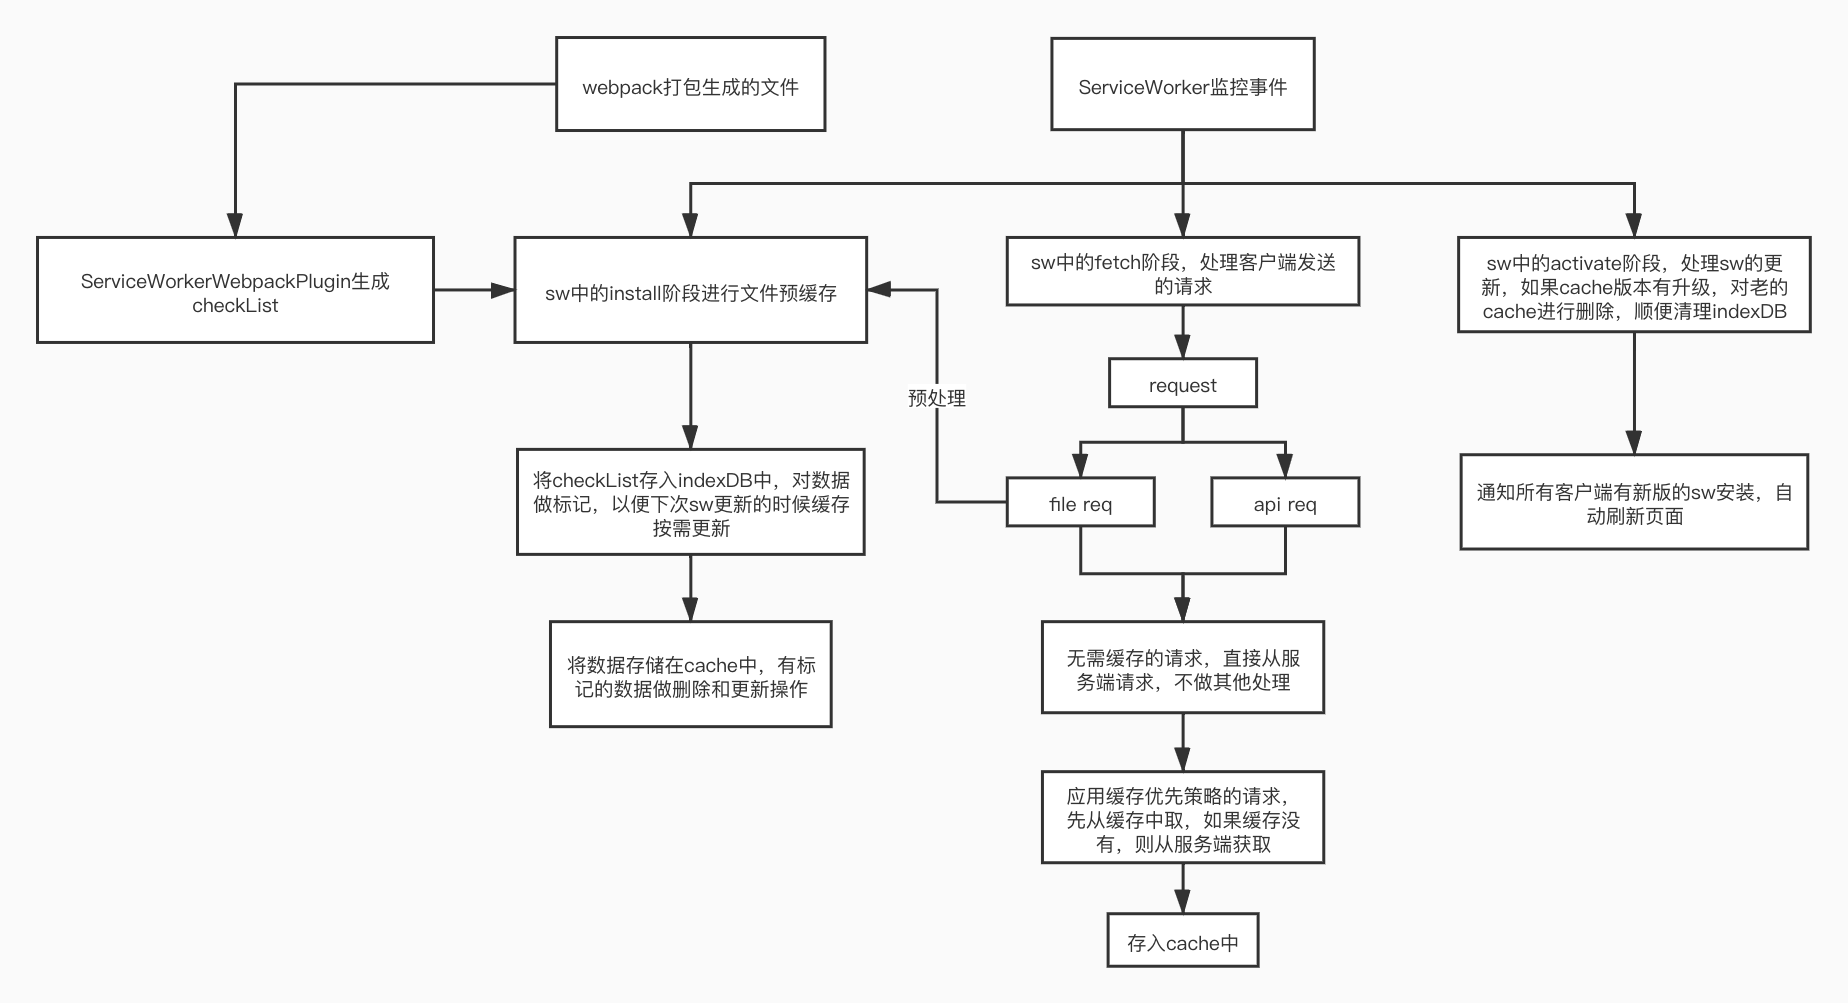 webpack打包生成的文件
ServiceWorker监控事件
ServiceWorkerWebpackPlugin生成
checkList
sw中的install阶段进行文件预缓存
sw中的fetch阶段，处理客户端发送
的请求
sw中的activate阶段，处理sw的更
新，如果cache版本有升级，对老的
cache进行删除，顺便清理indexDB
request
预处理
将checkList存入indexDB中，对数据
做标记，以便下次sw更新的时候缓存
按需更新
file req
api req
通知所有客户端有新版的sw安装，自
动刷新页面
将数据存储在cache中，有标
记的数据做删除和更新操作
无需缓存的请求，直接从服
务端请求，不做其他处理
应用缓存优先策略的请求，
先从缓存中取，如果缓存没
有，则从服务端获取
存入cache中